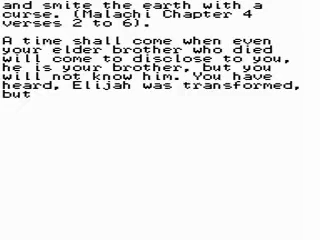 and smite the earth with a
curse. (Malachi Chapter 4
verses 2 to 6).
A time shall come when even
your elder brother who died
will come to disclose to you,
he is your brother, but you
will not know him. You have
heard, Elijah was transformed,
but